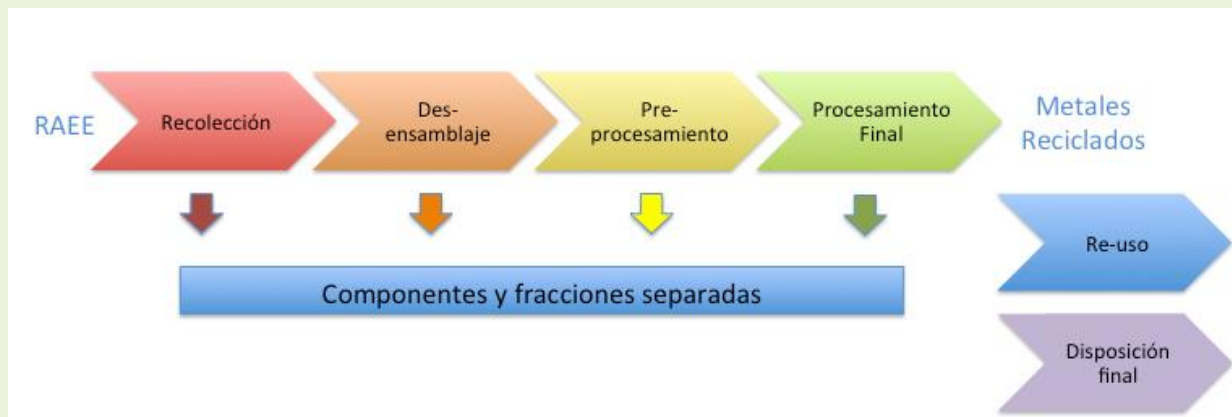 RAEE
Recolección
Des-
ensamblaje
Pre-
procesamiento
Procesamiento
Final
Metales
Reciclados
Re-uso
Componentes y fracciones separadas
Disposición
final